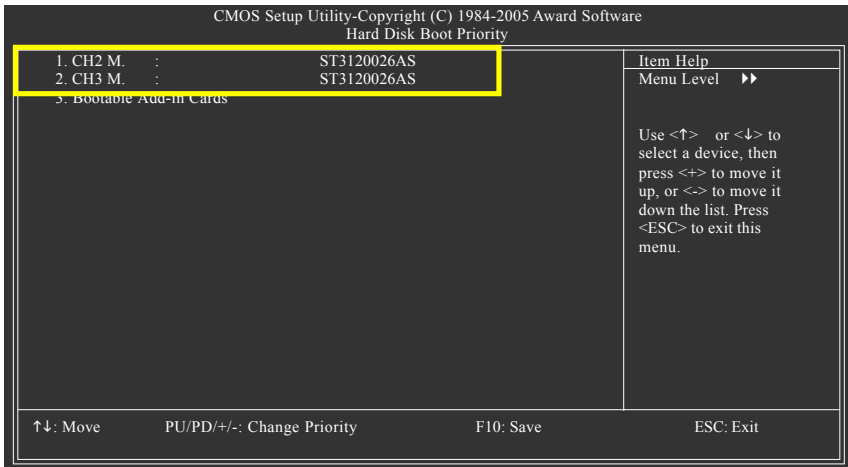 CMOS Setup Utility-Copyright (C) 1984-2005 Award Software
Hard Disk Boot Priority
1. CH2 M. : ST3120026AS
2. CH3 M. : ST3120026AS
3. Bootable Add-in Cards
Item Help
Menu Level ▸▸
Use <↑> or <↓> to
select a device, then
press <+> to move it
up, or <-> to move it
down the list. Press
<ESC> to exit this
menu.
↑↓: Move PU/PD/+/-: Change Priority F10: Save ESC: Exit